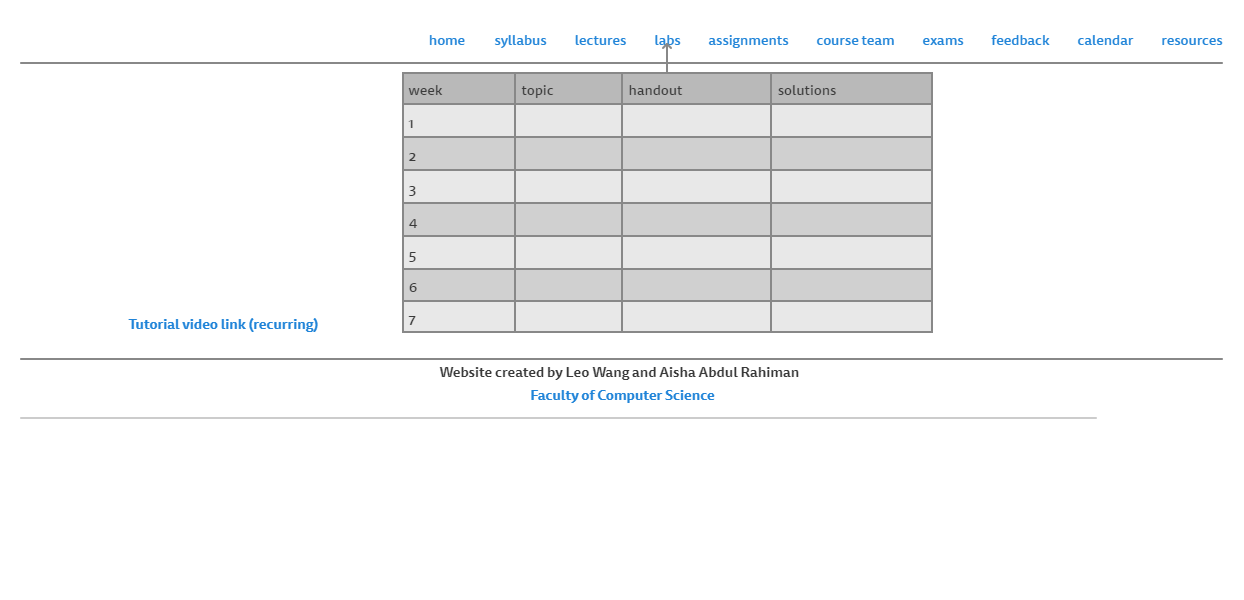 home syllabus lectures labs assignments course team exams feedback calendar resources
week topic handout solutions
1
2
3
4
5
6
7
Tutorial video link (recurring)
Website created by Leo Wang and Aisha Abdul Rahiman
Faculty of Computer Science